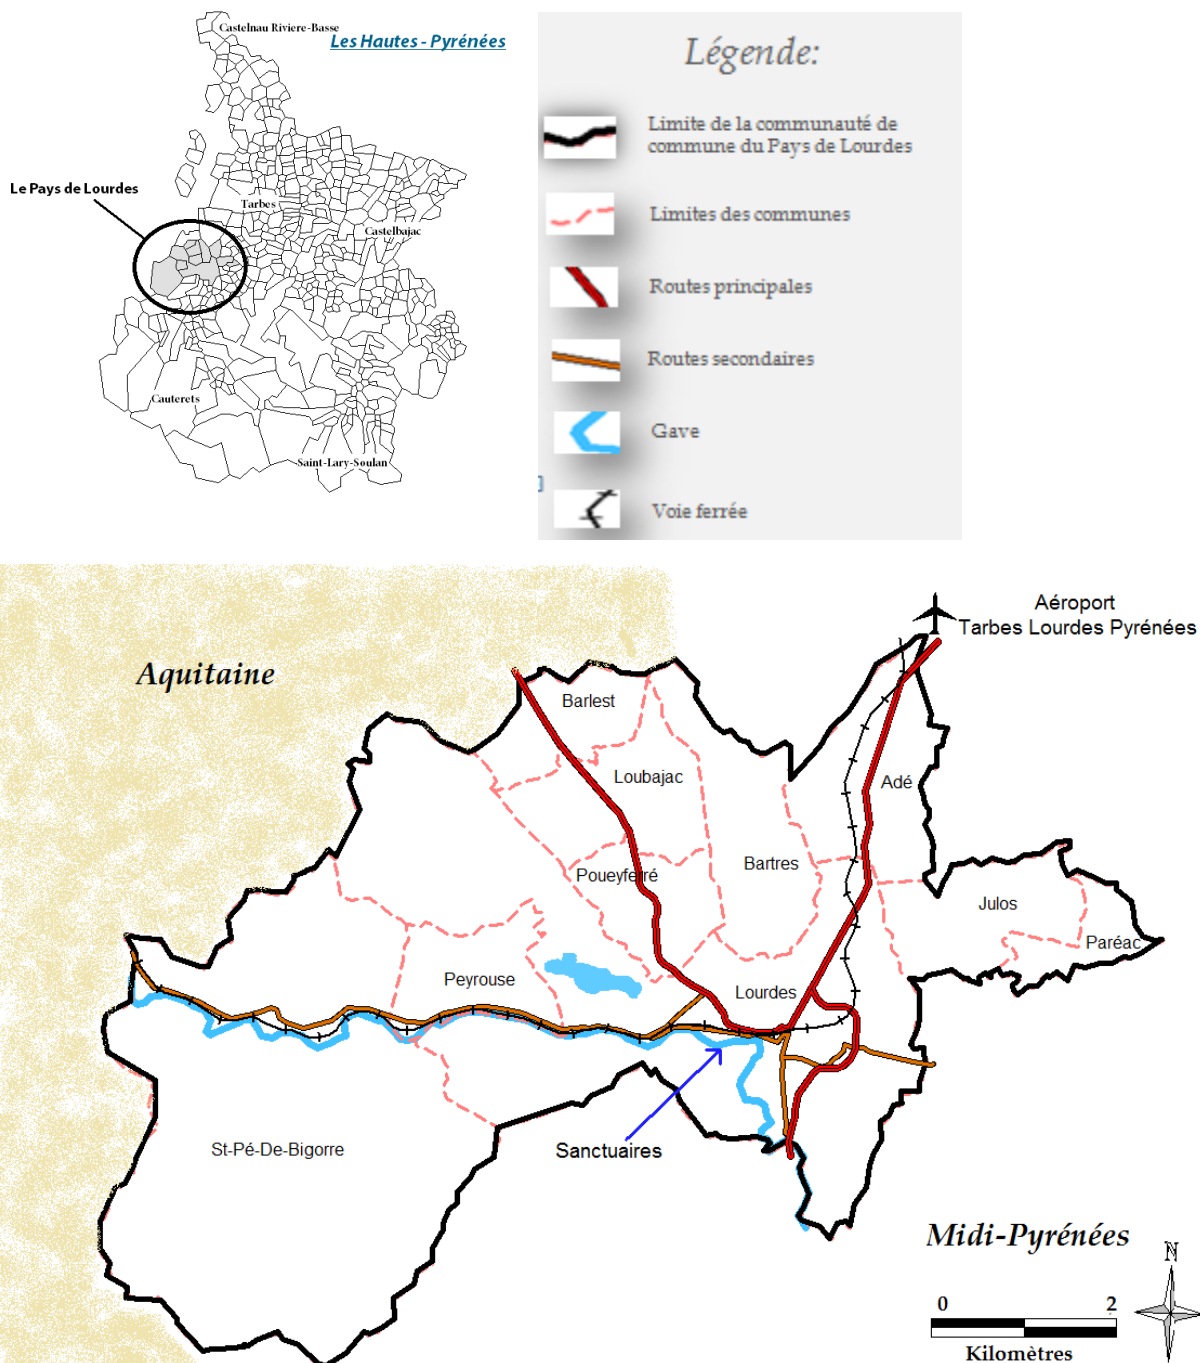 Castelnau Riviere-Basse
Les Hautes - Pyrénées
Le Pays de Lourdes
Tarbes
Castelbajac
Cauterets
Saint-Lary-Soulan
Légende:
Limite de la communauté de
commune du Pays de Lourdes
Limites des communes
Routes principales
Routes secondaires
Gave
Voie ferrée
Aéroport
Tarbes Lourdes Pyrénées
Aquitaine
Barlest
Loubajac
Adé
Bartres
Poueyferré
Julos
Paréac
Peyrouse
Lourdes
St-Pé-De-Bigorre
Sanctuaires
Midi-Pyrénées
N
0 2
Kilomètres